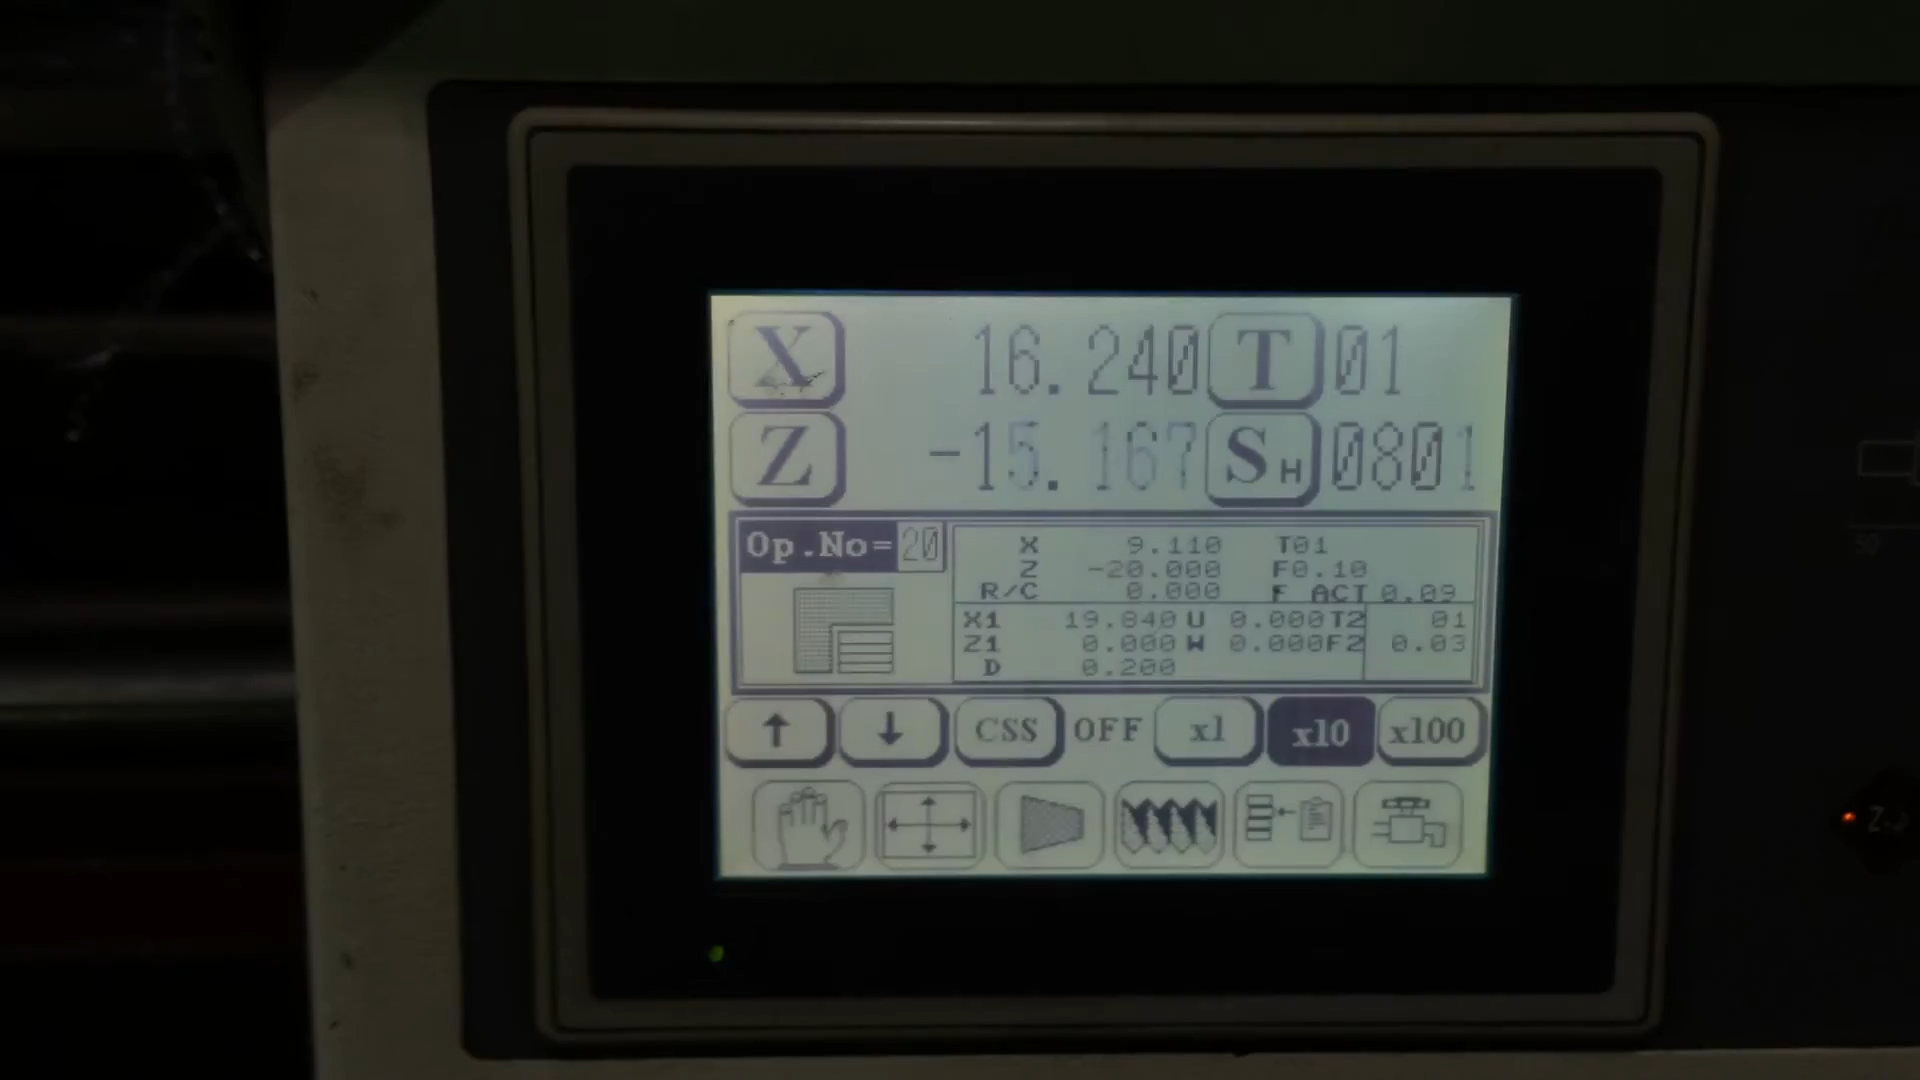 X 16.240 T 01
Z -15.167 SH 0801
Op.No=20
X 9.110 T01
Z -20.000 F0.10
R/C 0.000 F ACT 0.09
X1 19.840 U 0.000 T2 01
Z1 0.000 W 0.000 F2 0.03
D 0.200
↑ ↓ CSS OFF x1 x10 x100